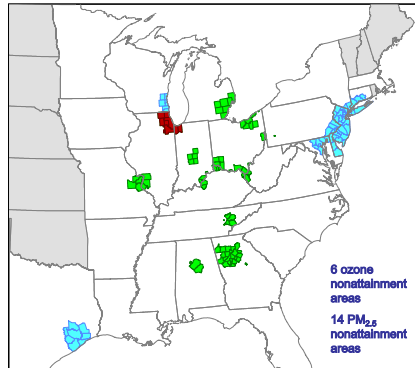 6 ozone
nonattainment
areas
14 PM2.5
nonattainment
areas